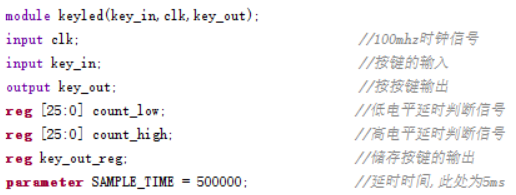 module keyled(key_in,clk,key_out);
input clk; //100mhz时钟信号
input key_in; //按键的输入
output key_out; //按按键输出
reg [25:0] count_low; //低电平延时判断信号
reg [25:0] count_high; //高电平延时判断信号
reg key_out_reg; //储存按键的输出
parameter SAMPLE_TIME = 500000; //延时时间,此处为5ms